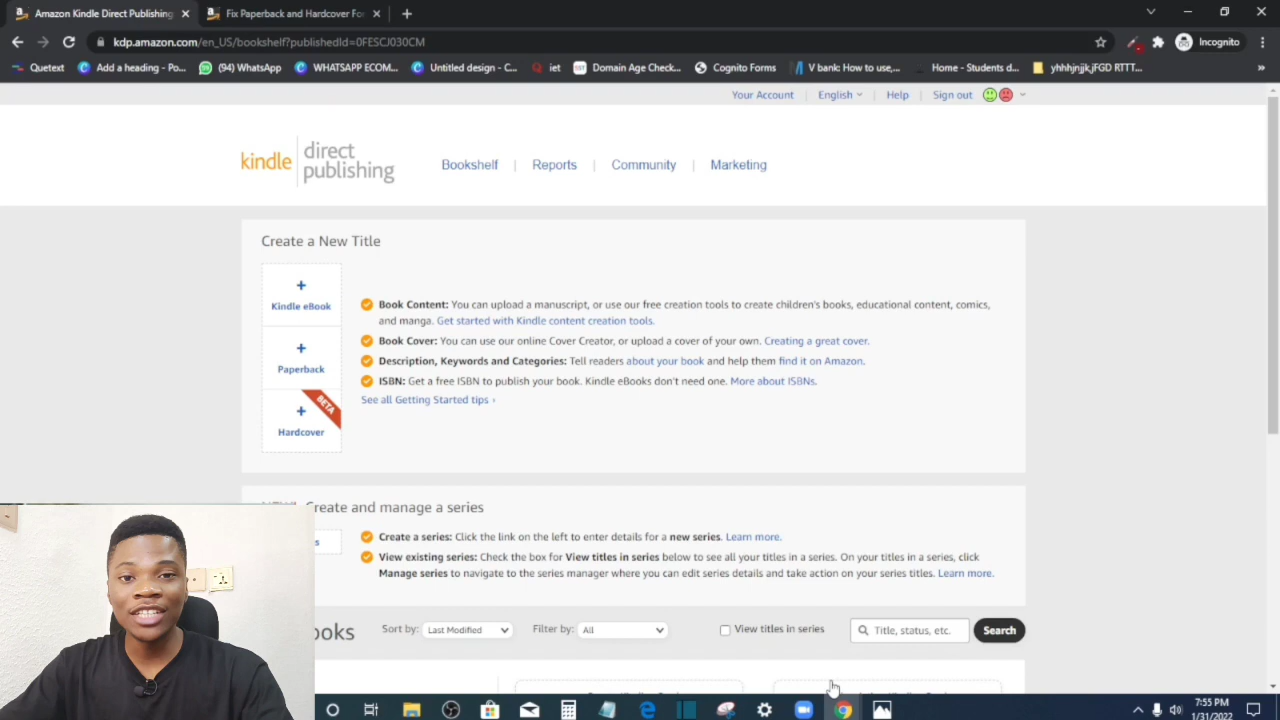 Amazon Kindle Direct Publishing
Fix Paperback and Hardcover For
kdp.amazon.com/en_US/bookshelf?publishedId=0FESCJ030CM
Incognito
Quetext
Add a heading - Po...
(94) WhatsApp
WHATSAPP ECOM...
Untitled design - C...
iet
Domain Age Check...
Cognito Forms
V bank: How to use,...
Home - Students d...
yhhhjnjjk,jFGD RTTT...
»
Your Account
English
Help
Sign out
kindle direct publishing
Bookshelf
Reports
Community
Marketing
Create a New Title
+
Kindle eBook
+
Paperback
BETA
+
Hardcover
Book Content: You can upload a manuscript, or use our free creation tools to create children's books, educational content, comics,
and manga. Get started with Kindle content creation tools.
Book Cover: You can use our online Cover Creator, or upload a cover of your own. Creating a great cover.
Description, Keywords and Categories: Tell readers about your book and help them find it on Amazon.
ISBN: Get a free ISBN to publish your book. Kindle eBooks don't need one. More about ISBNs.
See all Getting Started tips ›
Create and manage a series
s
Create a series: Click the link on the left to enter details for a new series. Learn more.
View existing series: Check the box for View titles in series below to see all your titles in a series. On your titles in a series, click
Manage series to navigate to the series manager where you can edit series details and take action on your series titles. Learn more.
ooks
Sort by:
Last Modified
Filter by:
All
View titles in series
Title, status, etc.
Search
7:55 PM
1/31/2022